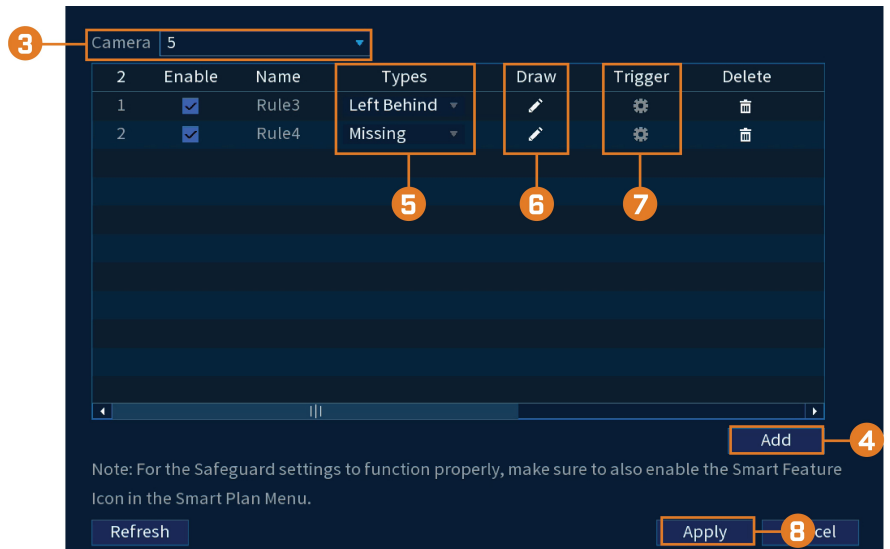 3 Camera 5
2 Enable Name Types Draw Trigger Delete
1 Rule3 Left Behind
2 Rule4 Missing
5 6 7
Add 4
Note: For the Safeguard settings to function properly, make sure to also enable the Smart Feature
Icon in the Smart Plan Menu.
Refresh Apply 8 cel